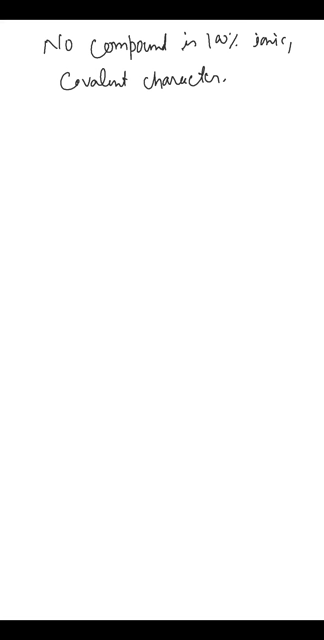 No compound is 100% ionic,
Covalent character.